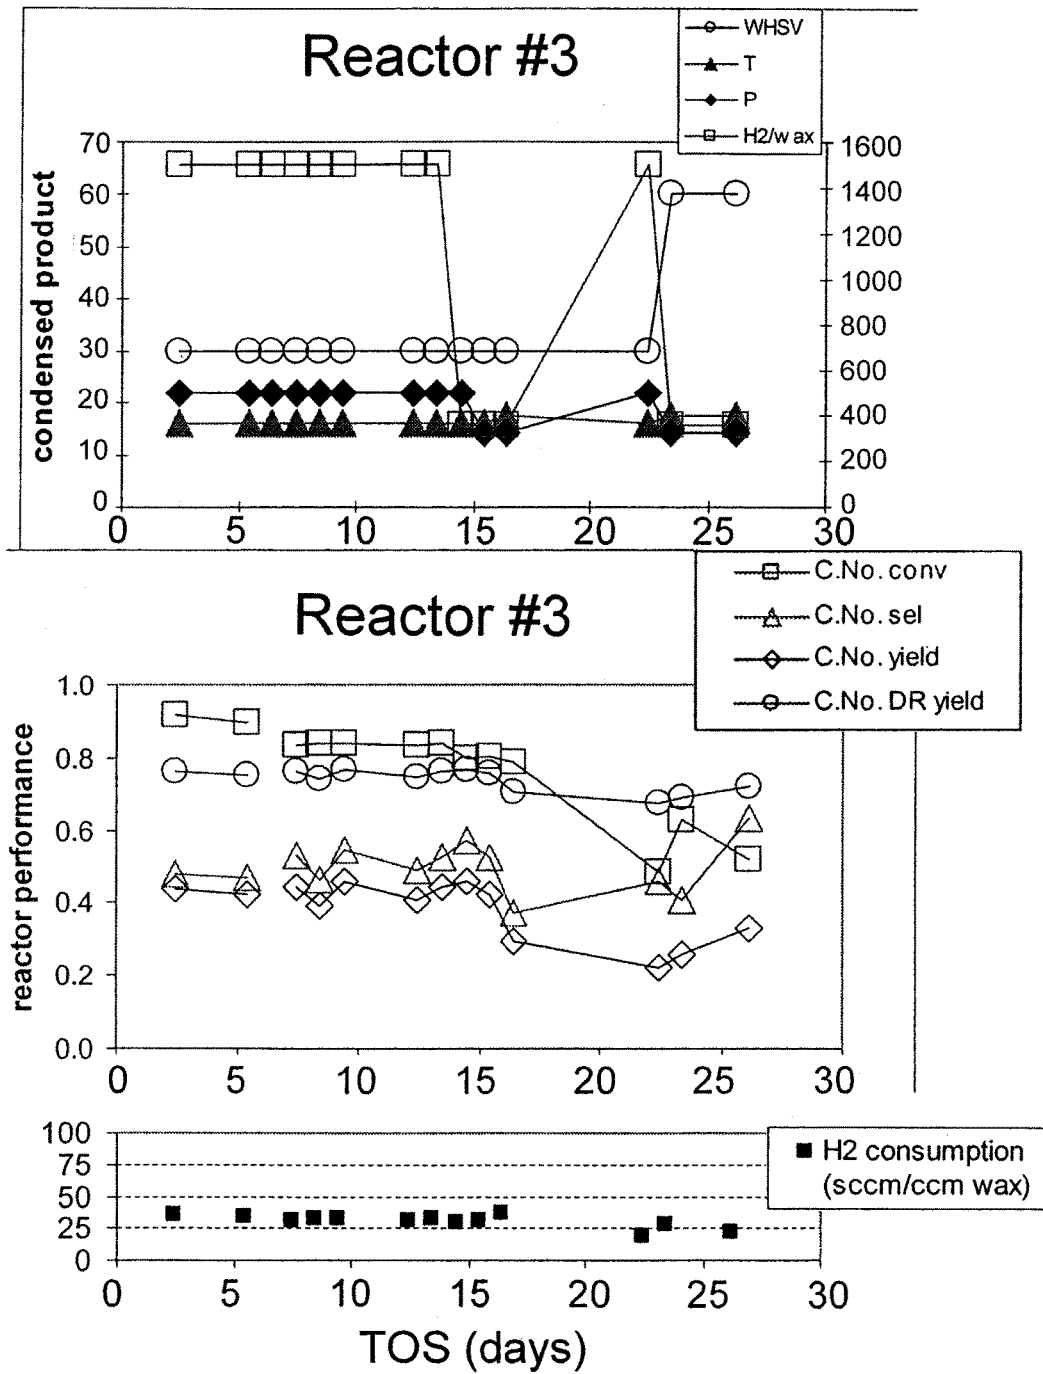 Reactor #3
WHSV
T
P
H2/wax
condensed product
70
60
50
40
30
20
10
0
1600
1400
1200
1000
800
600
400
200
0
0 5 10 15 20 25 30
Reactor #3
C.No. conv
C.No. sel
C.No. yield
C.No. DR yield
reactor performance
1.0
0.8
0.6
0.4
0.2
0.0
0 5 10 15 20 25 30
100
75
50
25
0
H2 consumption
(sccm/ccm wax)
0 5 10 15 20 25 30
TOS (days)